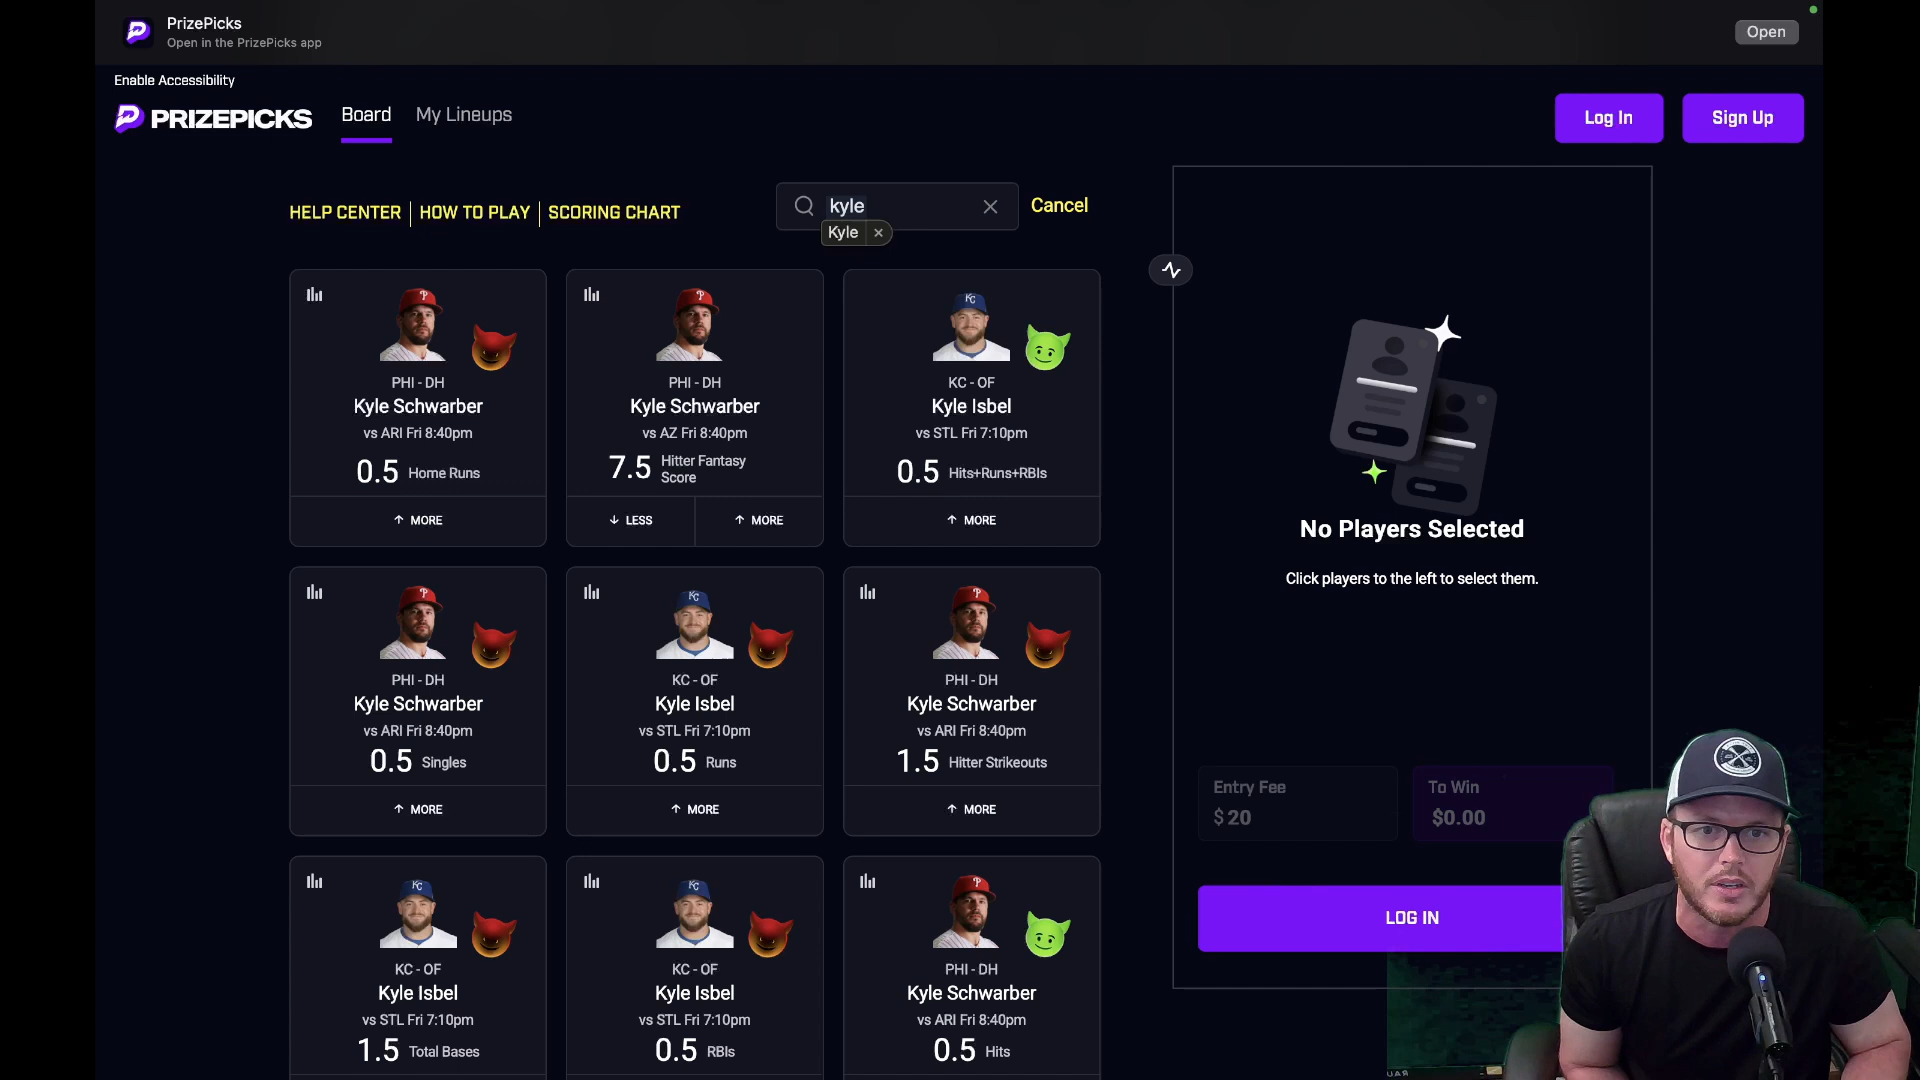 PrizePicks
Open in the PrizePicks app
Open
Enable Accessibility
PRIZEPICKS
Board
My Lineups
Log In
Sign Up
HELP CENTER
HOW TO PLAY
SCORING CHART
kyle
Cancel
Kyle
PHI - DH
Kyle Schwarber
vs ARI Fri 8:40pm
0.5 Home Runs
MORE
PHI - DH
Kyle Schwarber
vs AZ Fri 8:40pm
7.5 Hitter Fantasy
Score
LESS
MORE
KC - OF
Kyle Isbel
vs STL Fri 7:10pm
0.5 Hits+Runs+RBIs
MORE
PHI - DH
Kyle Schwarber
vs ARI Fri 8:40pm
0.5 Singles
MORE
KC - OF
Kyle Isbel
vs STL Fri 7:10pm
0.5 Runs
MORE
PHI - DH
Kyle Schwarber
vs ARI Fri 8:40pm
1.5 Hitter Strikeouts
MORE
KC - OF
Kyle Isbel
vs STL Fri 7:10pm
1.5 Total Bases
KC - OF
Kyle Isbel
vs STL Fri 7:10pm
0.5 RBIs
PHI - DH
Kyle Schwarber
vs ARI Fri 8:40pm
0.5 Hits
No Players Selected
Click players to the left to select them.
Entry Fee
$ 20
To Win
$0.00
LOG IN